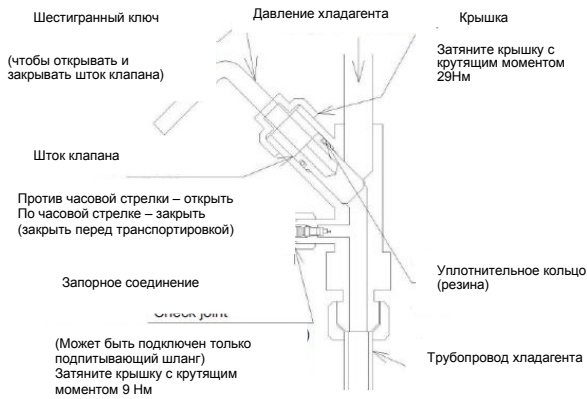 Шестигранный ключ
(чтобы открывать и
закрывать шток клапана)
Давление хладагента
Крышка
Затяните крышку с
крутящим моментом
29Нм
Шток клапана
Против часовой стрелки – открыть
По часовой стрелке – закрыть
(закрыть перед транспортировкой)
Запорное соединение
Check joint
(Может быть подключен только
подпитывающий шланг)
Затяните крышку с крутящим
моментом 9 Нм
)
Уплотнительное кольцо
(резина)
Трубопровод хладагента